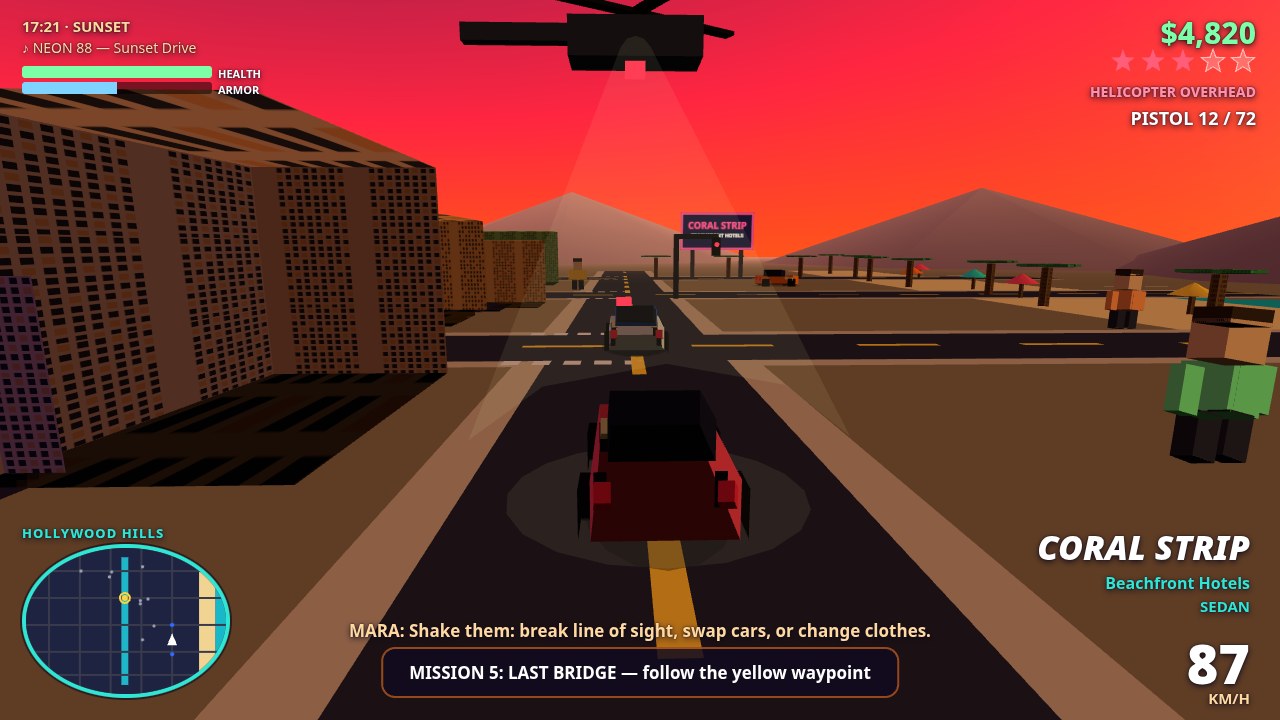 17:21 · SUNSET
♪ NEON 88 — Sunset Drive
HEALTH
ARMOR
$4,820
HELICOPTER OVERHEAD
PISTOL 12 / 72
CORAL STRIP
HOTELS
HOLLYWOOD HILLS
CORAL STRIP
Beachfront Hotels
SEDAN
87
KM/H
MARA: Shake them: break line of sight, swap cars, or change clothes.
MISSION 5: LAST BRIDGE — follow the yellow waypoint